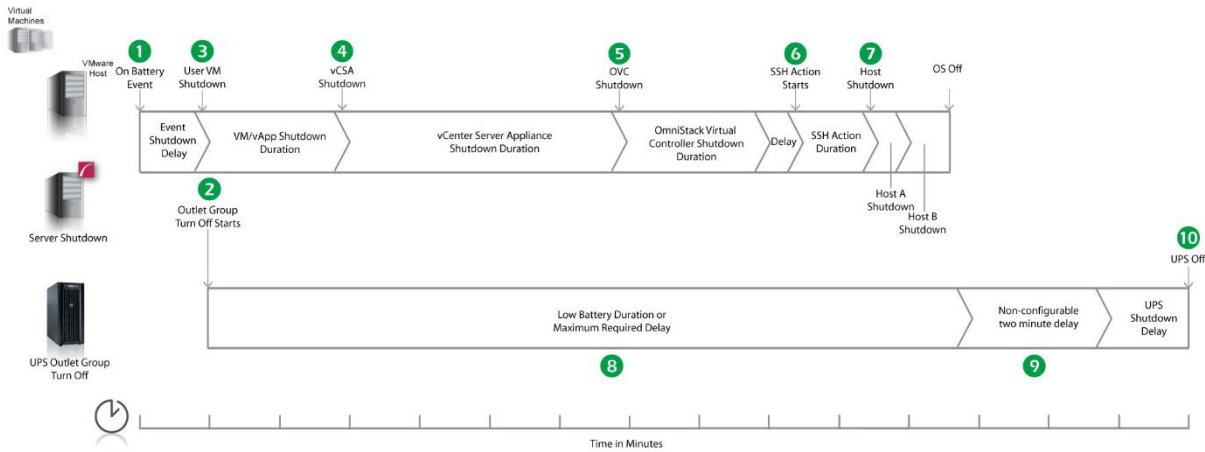 Virtual
Machines
VMware
Host
1
On Battery
Event
3
User VM
Shutdown
4
vCSA
Shutdown
5
OVC
Shutdown
6
SSH Action
Starts
7
Host
Shutdown
OS Off
Event
Shutdown
Delay
VM/vApp Shutdown
Duration
vCenter Server Appliance
Shutdown Duration
OmniStack Virtual
Controller Shutdown
Duration
Delay
SSH Action
Duration
Host A
Shutdown
Host B
Shutdown
Server Shutdown
2
Outlet Group
Turn Off Starts
10
UPS Off
Low Battery Duration or
Maximum Required Delay
Non-configurable
two minute delay
UPS
Shutdown
Delay
UPS Outlet Group
Turn Off
8
9
Time in Minutes